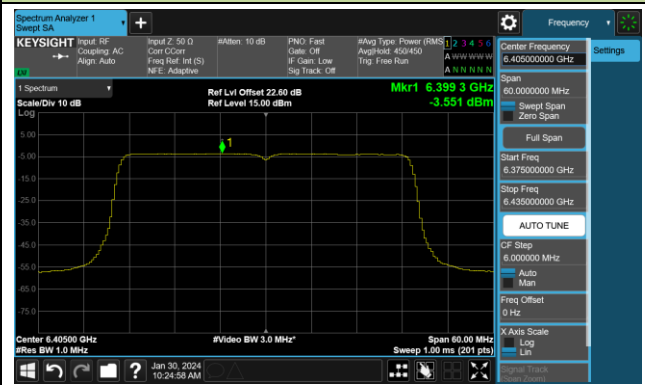 Spectrum Analyzer 1
Swept SA
Frequency
KEYSIGHT
Input: RF
Coupling: AC
Align: Auto
Input Z: 50 Ω
Corr CCorr
Freq Ref: Int (S)
NFE: Adaptive
#Atten: 10 dB
PNO: Fast
Gate: Off
IF Gain: Low
Sig Track: Off
#Avg Type: Power (RMS)
Avg|Hold: 450/450
Trig: Free Run
1 2 3 4 5 6
A W W W W W
A N N N N N
LXI
1 Spectrum
Scale/Div 10 dB
Log
Ref Lvl Offset 22.60 dB
Ref Level 15.00 dBm
Mkr1 6.399 3 GHz
-3.551 dBm
1
5.00
-5.00
-15.0
-25.0
-35.0
-45.0
-55.0
-65.0
-75.0
Center 6.40500 GHz
#Res BW 1.0 MHz
#Video BW 3.0 MHz*
Span 60.00 MHz
Sweep 1.00 ms (201 pts)
Jan 30, 2024
10:24:58 AM
Center Frequency
6.405000000 GHz
Settings
Span
60.0000000 MHz
Swept Span
Zero Span
Full Span
Start Freq
6.375000000 GHz
Stop Freq
6.435000000 GHz
AUTO TUNE
CF Step
6.000000 MHz
Auto
Man
Freq Offset
0 Hz
X Axis Scale
Log
Lin
Signal Track
(Span Zoom)